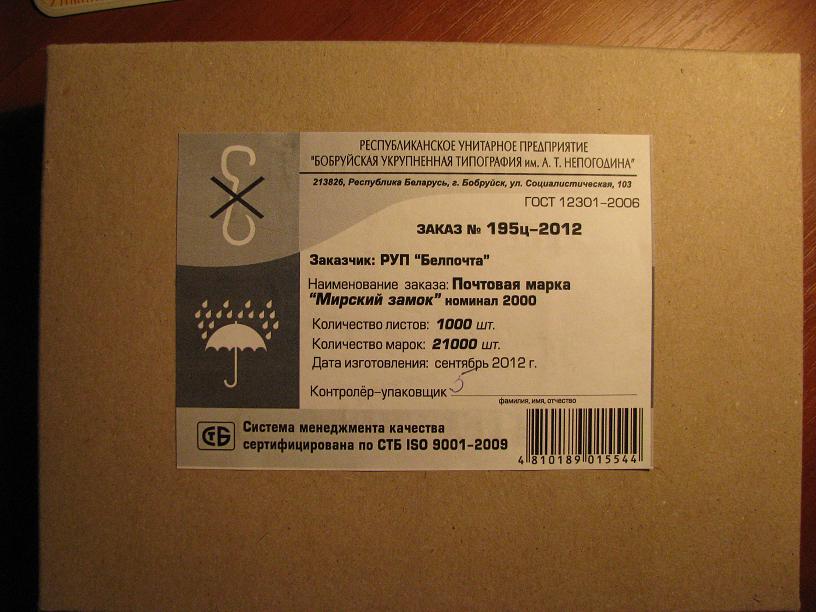 РЕСПУБЛИКАНСКОЕ УНИТАРНОЕ ПРЕДПРИЯТИЕ
"БОБРУЙСКАЯ УКРУПНЕННАЯ ТИПОГРАФИЯ им. А. Т. НЕПОГОДИНА"
213826, Республика Беларусь, г. Бобруйск, ул. Социалистическая, 103
ГОСТ 12301-2006
ЗАКАЗ № 195ц-2012
Заказчик: РУП "Белпочта"
Наименование заказа: Почтовая марка
"Мирский замок" номинал 2000
Количество листов: 1000 шт.
Количество марок: 21000 шт.
Дата изготовления: сентябрь 2012 г.
Контролёр-упаковщик 5
фамилия, имя, отчество
СТБ
Система менеджмента качества
сертифицирована по СТБ ISO 9001-2009
4 810189 015544